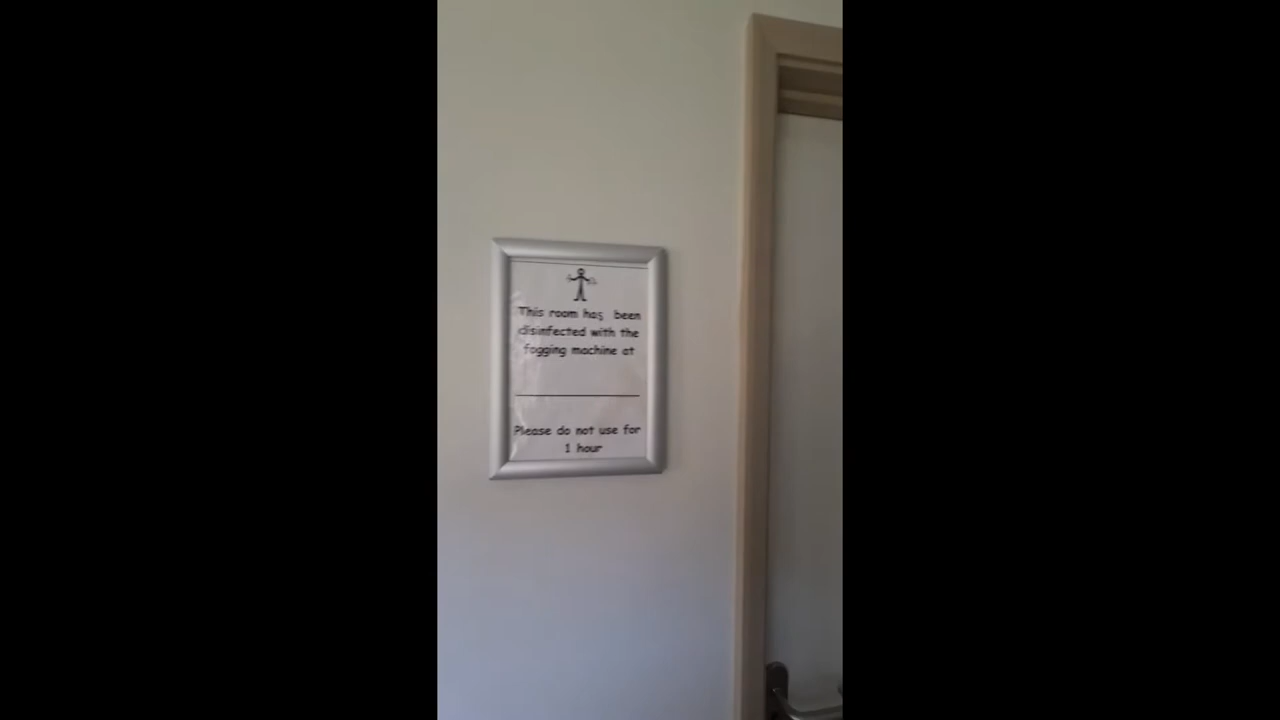 This room has been
disinfected with the
fogging machine at
Please do not use for
1 hour